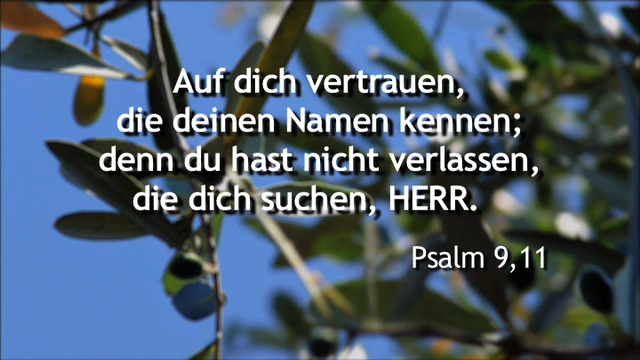 Auf dich vertrauen,
die deinen Namen kennen;
denn du hast nicht verlassen,
die dich suchen, HERR.
Psalm 9,11